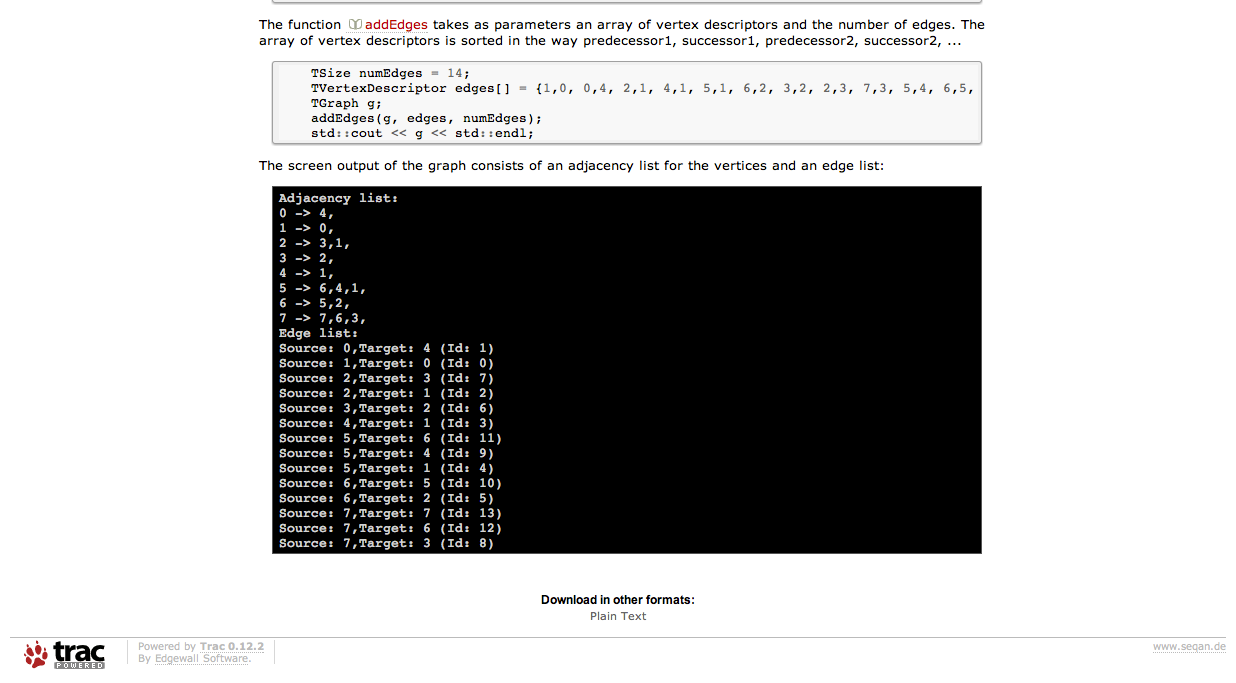 The function addEdges takes as parameters an array of vertex descriptors and the number of edges. The
array of vertex descriptors is sorted in the way predecessor1, successor1, predecessor2, successor2, ...
TSize numEdges = 14;
TVertexDescriptor edges[] = {1,0, 0,4, 2,1, 4,1, 5,1, 6,2, 3,2, 2,3, 7,3, 5,4, 6,5,
TGraph g;
addEdges(g, edges, numEdges);
std::cout << g << std::endl;
The screen output of the graph consists of an adjacency list for the vertices and an edge list:
Adjacency list:
0 -> 4,
1 -> 0,
2 -> 3,1,
3 -> 2,
4 -> 1,
5 -> 6,4,1,
6 -> 5,2,
7 -> 7,6,3,
Edge list:
Source: 0,Target: 4 (Id: 1)
Source: 1,Target: 0 (Id: 0)
Source: 2,Target: 3 (Id: 7)
Source: 2,Target: 1 (Id: 2)
Source: 3,Target: 2 (Id: 6)
Source: 4,Target: 1 (Id: 3)
Source: 5,Target: 6 (Id: 11)
Source: 5,Target: 4 (Id: 9)
Source: 5,Target: 1 (Id: 4)
Source: 6,Target: 5 (Id: 10)
Source: 6,Target: 2 (Id: 5)
Source: 7,Target: 7 (Id: 13)
Source: 7,Target: 6 (Id: 12)
Source: 7,Target: 3 (Id: 8)
Download in other formats:
Plain Text
trac
POWERED
Powered by Trac 0.12.2
By Edgewall Software.
www.seqan.de